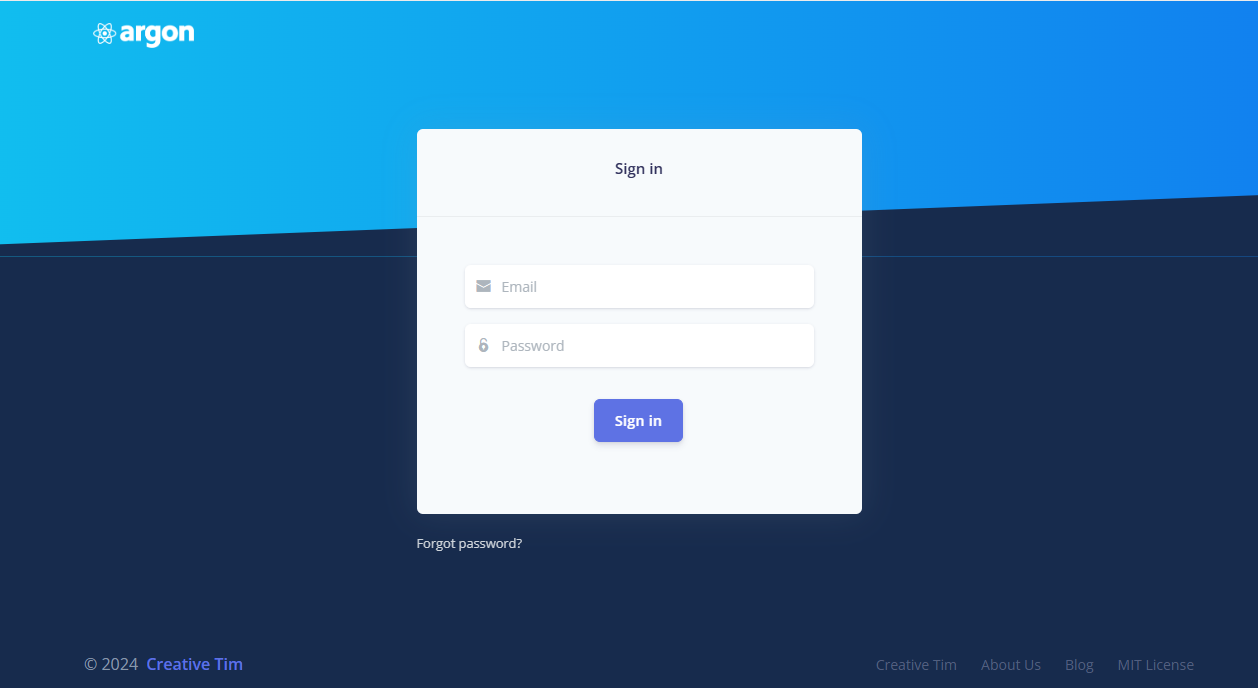 argon
Sign in
Email
Password
Sign in
Forgot password?
© 2024 Creative Tim
Creative Tim About Us Blog MIT License